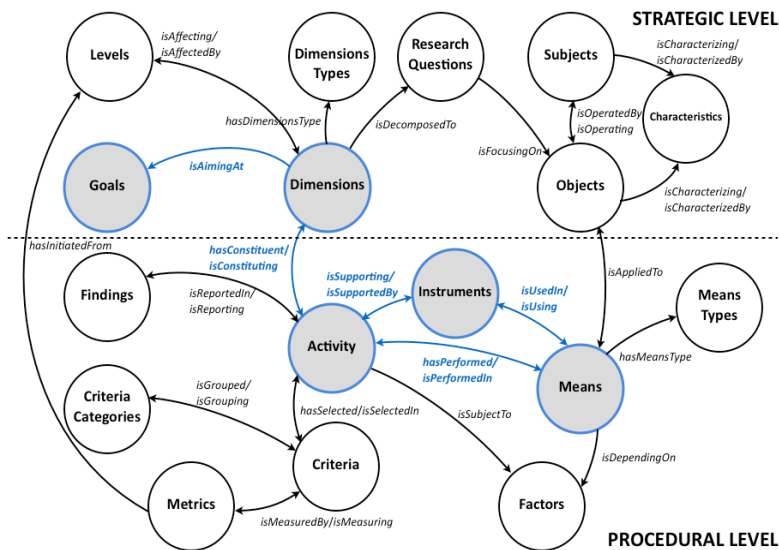 STRATEGIC LEVEL
isAffecting/
isAffectedBy
Levels
Dimensions
Types
Research
Questions
Subjects
isCharacterizing/
isCharacterizedBy
Characteristics
hasDimensionsType
isDecomposedTo
isOperatedBy
isOperating
isFocusingOn
isAimingAt
Goals
Dimensions
Objects
isCharacterizing/
isCharacterizedBy
hasInitiatedFrom
hasConstituent/
isConstituting
isAppliedTo
Findings
isReportedIn/
isReporting
isSupporting/
isSupportedBy
Instruments
isUsedIn/
isUsing
Means
Types
Activity
hasPerformed/
isPerformedIn
hasMeansType
Means
Criteria
Categories
isGrouped/
isGrouping
hasSelected/isSelectedIn
isSubjectTo
isDependingOn
Criteria
Metrics
isMeasuredBy/isMeasuring
Factors
PROCEDURAL LEVEL